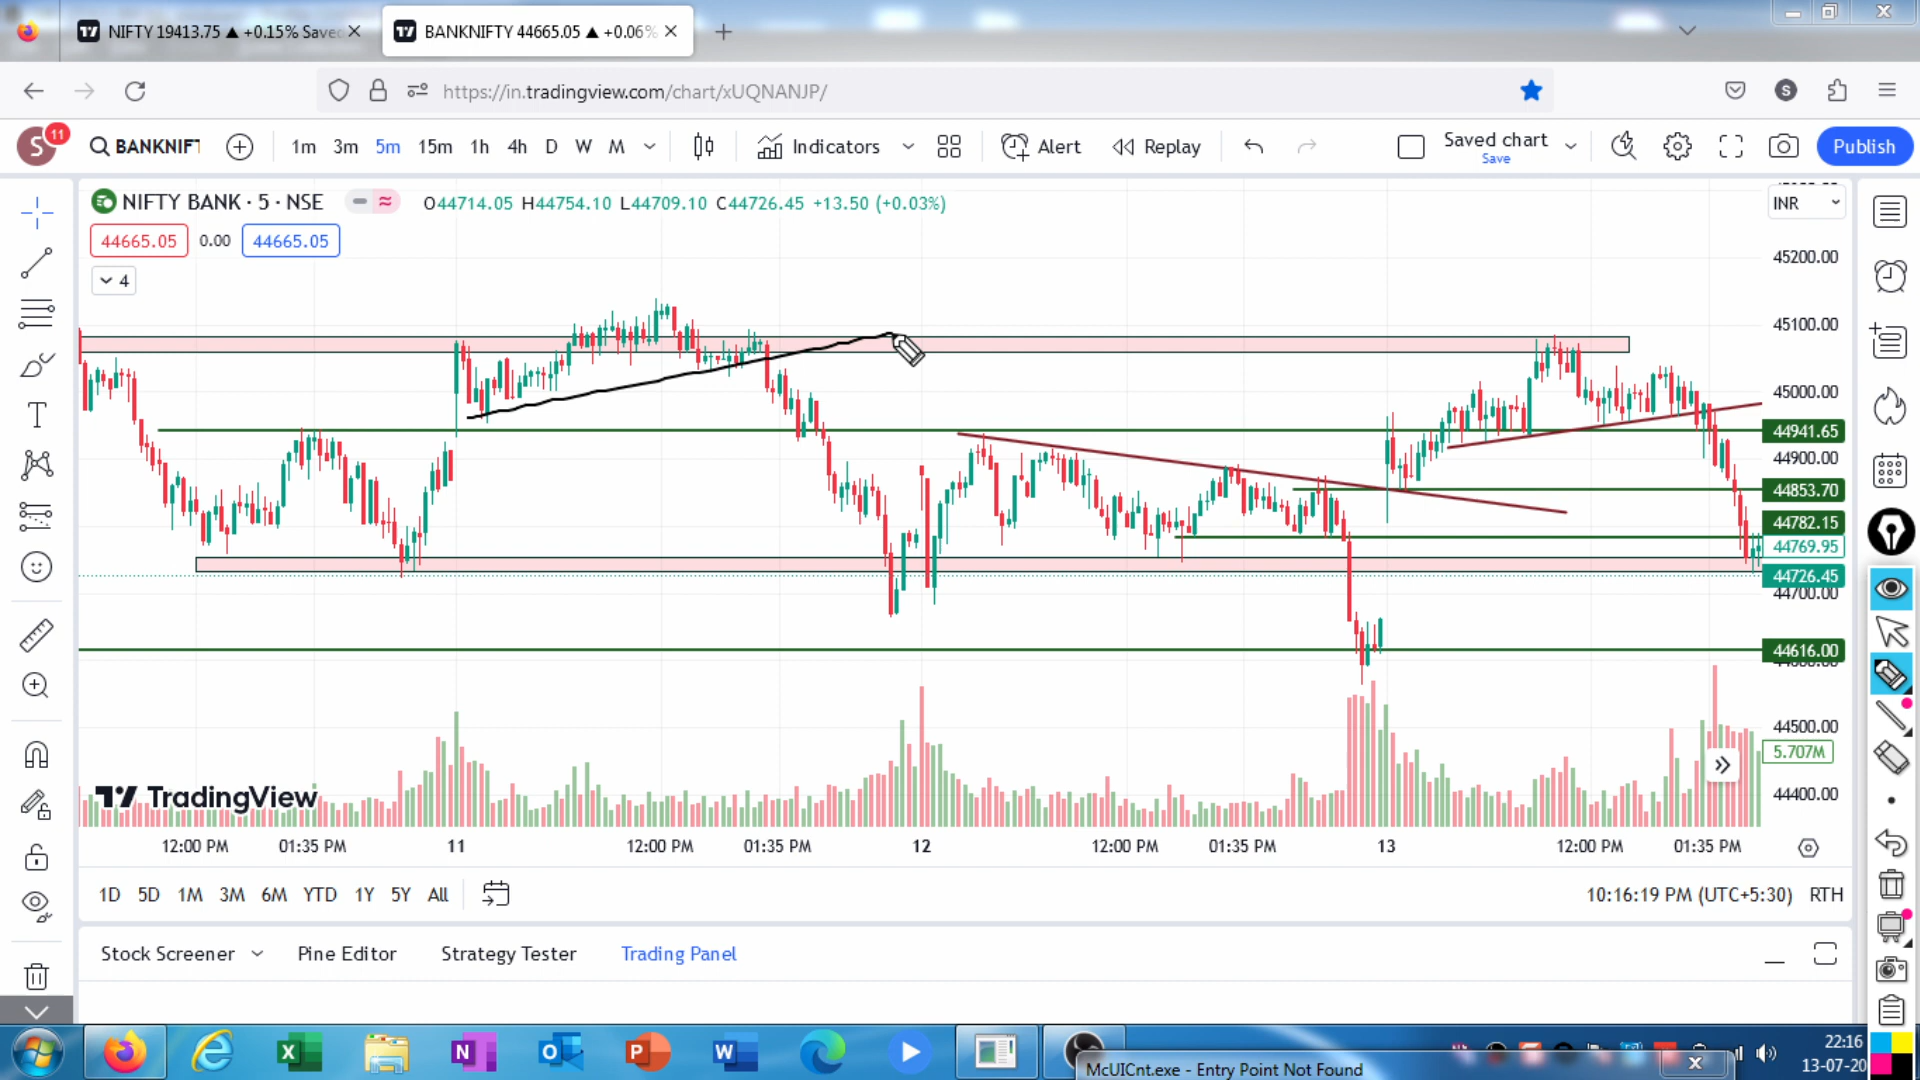 NIFTY 19413.75 ▲ +0.15% Save
BANKNIFTY 44665.05 ▲ +0.06%
https://in.tradingview.com/chart/xUQNANJP/
S
S 11
BANKNIF
1m 3m 5m 15m 1h 4h D W M
Indicators
Alert
Replay
Saved chart
Save
Publish
NIFTY BANK · 5 · NSE
O44714.05 H44754.10 L44709.10 C44726.45 +13.50 (+0.03%)
INR
44665.05 0.00 44665.05
4
45200.00
45100.00
45000.00
44941.65
44900.00
44853.70
44782.15
44769.95
44726.45
44700.00
44616.00
44500.00
5.707M
44400.00
TradingView
12:00 PM 01:35 PM 11 12:00 PM 01:35 PM 12 12:00 PM 01:35 PM 13 12:00 PM 01:35 PM
1D 5D 1M 3M 6M YTD 1Y 5Y All
10:16:19 PM (UTC+5:30) RTH
Stock Screener Pine Editor Strategy Tester Trading Panel
22:16
13-07-20
McUICnt.exe - Entry Point Not Found